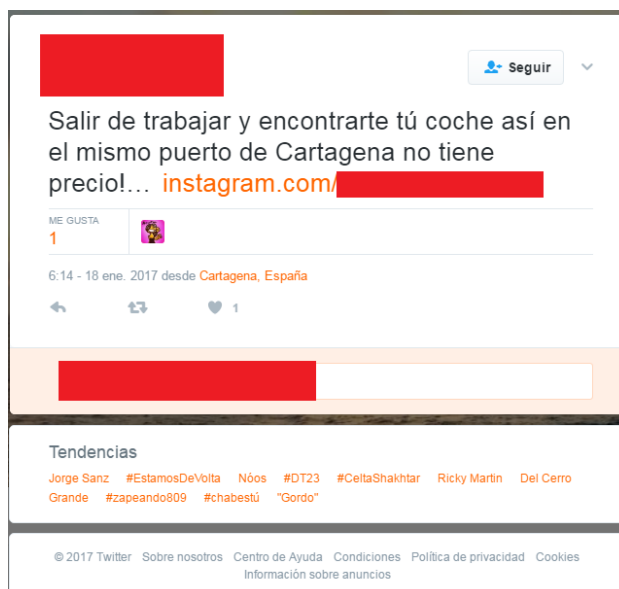 Seguir
Salir de trabajar y encontrarte tú coche así en
el mismo puerto de Cartagena no tiene
precio!... instagram.com/
ME GUSTA
1
6:14 - 18 ene. 2017 desde Cartagena, España
1
Tendencias
Jorge Sanz #EstamosDeVolta Nóos #DT23 #CeltaShakhtar Ricky Martin Del Cerro
Grande #zapeando809 #chabestú "Gordo"
© 2017 Twitter Sobre nosotros Centro de Ayuda Condiciones Política de privacidad Cookies
Información sobre anuncios